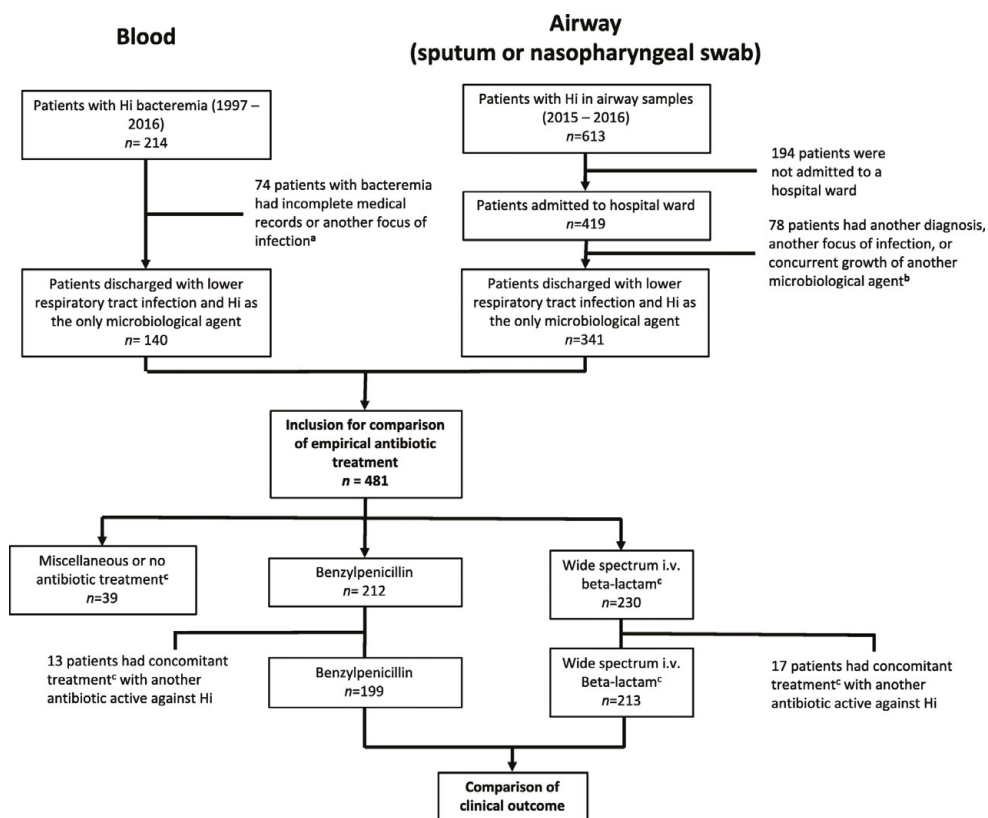 Blood
Airway
(sputum or nasopharyngeal swab)
Patients with Hi bacteremia (1997 –
2016)
n= 214
Patients with Hi in airway samples
(2015 – 2016)
n=613
194 patients were
not admitted to a
hospital ward
74 patients with bacteremia
had incomplete medical
records or another focus of
infectionᵃ
Patients admitted to hospital ward
n=419
78 patients had another diagnosis,
another focus of infection, or
concurrent growth of another
microbiological agentᵇ
Patients discharged with lower
respiratory tract infection and Hi as
the only microbiological agent
n= 140
Patients discharged with lower
respiratory tract infection and Hi as
the only microbiological agent
n=341
Inclusion for comparison
of empirical antibiotic
treatment
n = 481
Miscellaneous or no
antibiotic treatmentᶜ
n=39
Benzylpenicillin
n= 212
Wide spectrum i.v.
beta-lactamᶜ
n=230
13 patients had concomitant
treatmentᶜ with another
antibiotic active against Hi
Benzylpenicillin
n=199
Wide spectrum i.v.
Beta-lactamᶜ
n=213
17 patients had concomitant
treatmentᶜ with another
antibiotic active against Hi
Comparison of
clinical outcome